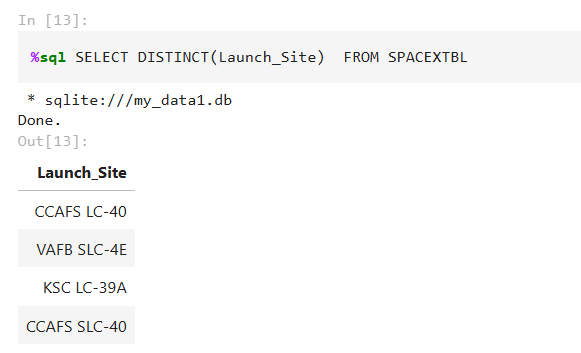 In [13]:
%sql SELECT DISTINCT(Launch_Site)  FROM SPACEXTBL
* sqlite:///my_data1.db
Done.
Out[13]:
Launch_Site
CCAFS LC-40
VAFB SLC-4E
KSC LC-39A
CCAFS SLC-40